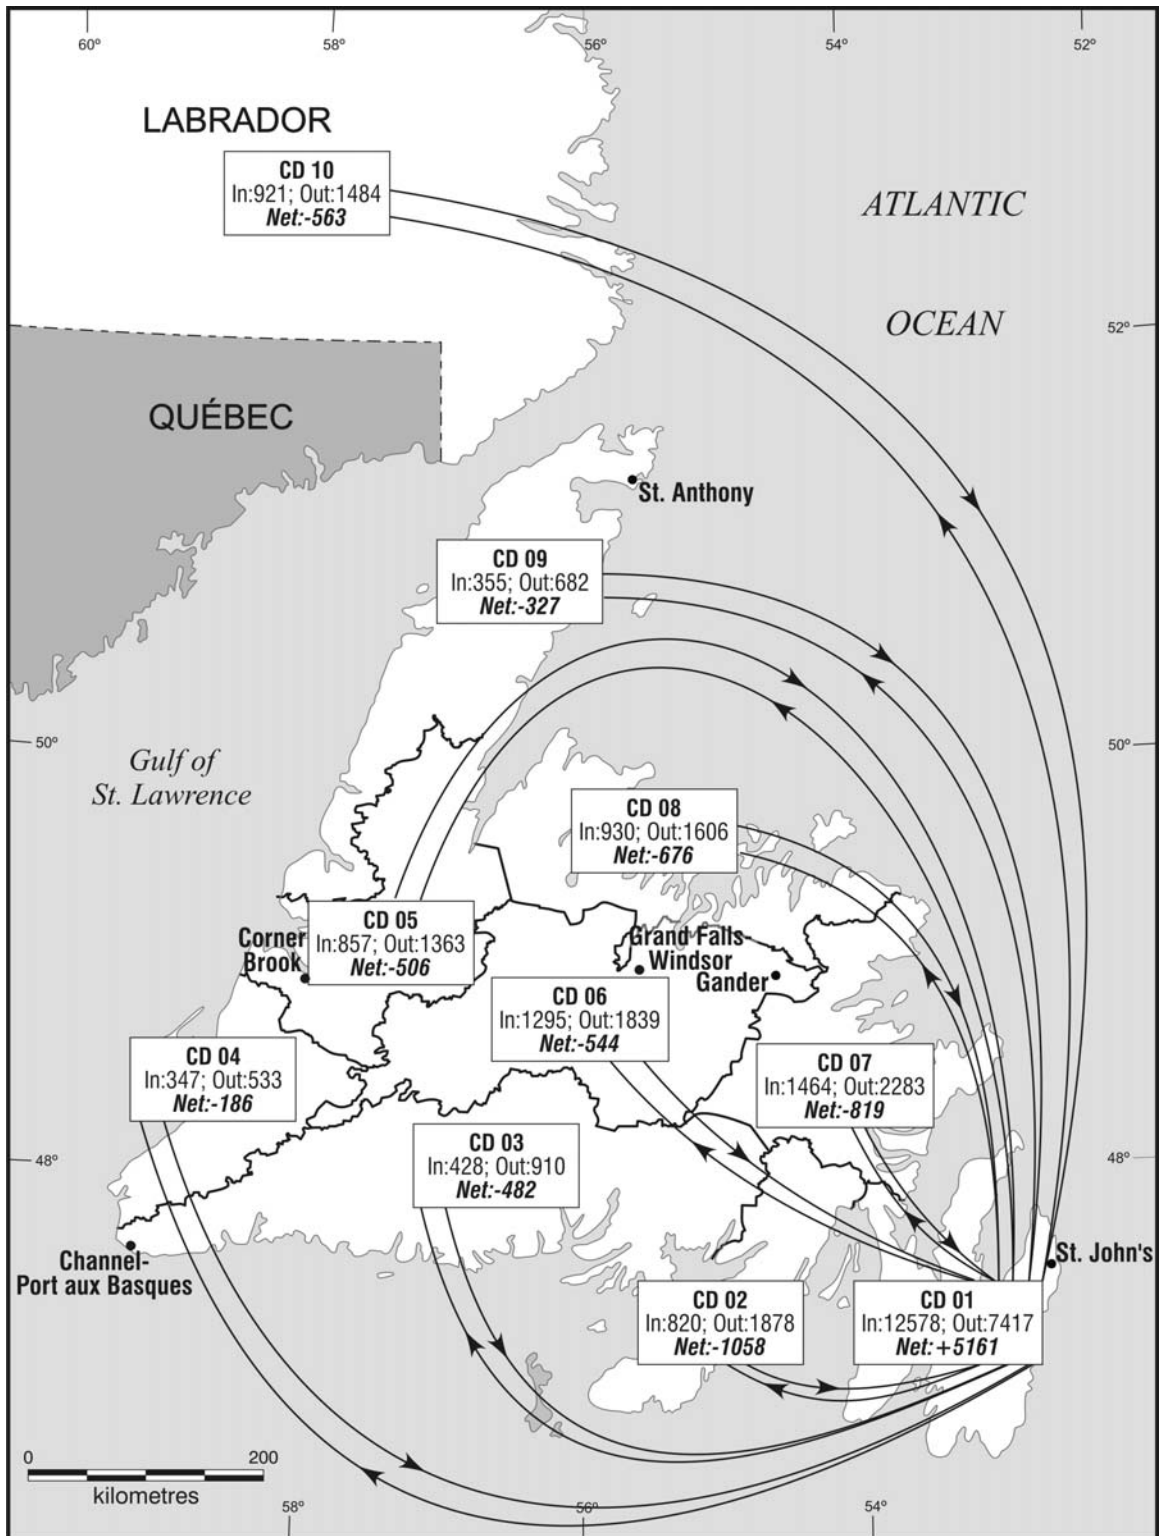 60º
58º
56º
54º
52º
LABRADOR
CD 10
In:921; Out:1484
Net:-563
ATLANTIC
OCEAN
52º
QUÉBEC
St. Anthony
CD 09
In:355; Out:682
Net:-327
50º
50º
Gulf of
St. Lawrence
CD 08
In:930; Out:1606
Net:-676
CD 05
In:857; Out:1363
Net:-506
Corner
Brook
Grand Falls-
Windsor
Gander
CD 06
In:1295; Out:1839
Net:-544
CD 04
In:347; Out:533
Net:-186
CD 07
In:1464; Out:2283
Net:-819
CD 03
In:428; Out:910
Net:-482
48º
48º
Channel-
Port aux Basques
St. John's
CD 02
In:820; Out:1878
Net:-1058
CD 01
In:12578; Out:7417
Net:+5161
0
200
kilometres
58º
56º
54º